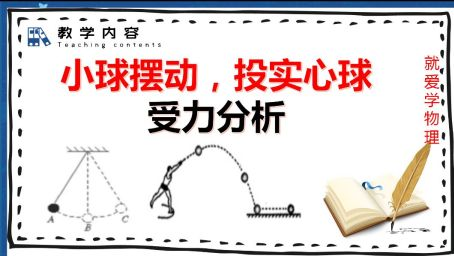 教学内容
Teaching contents
小球摆动，投实心球
受力分析
就爱学物理
A
B
C